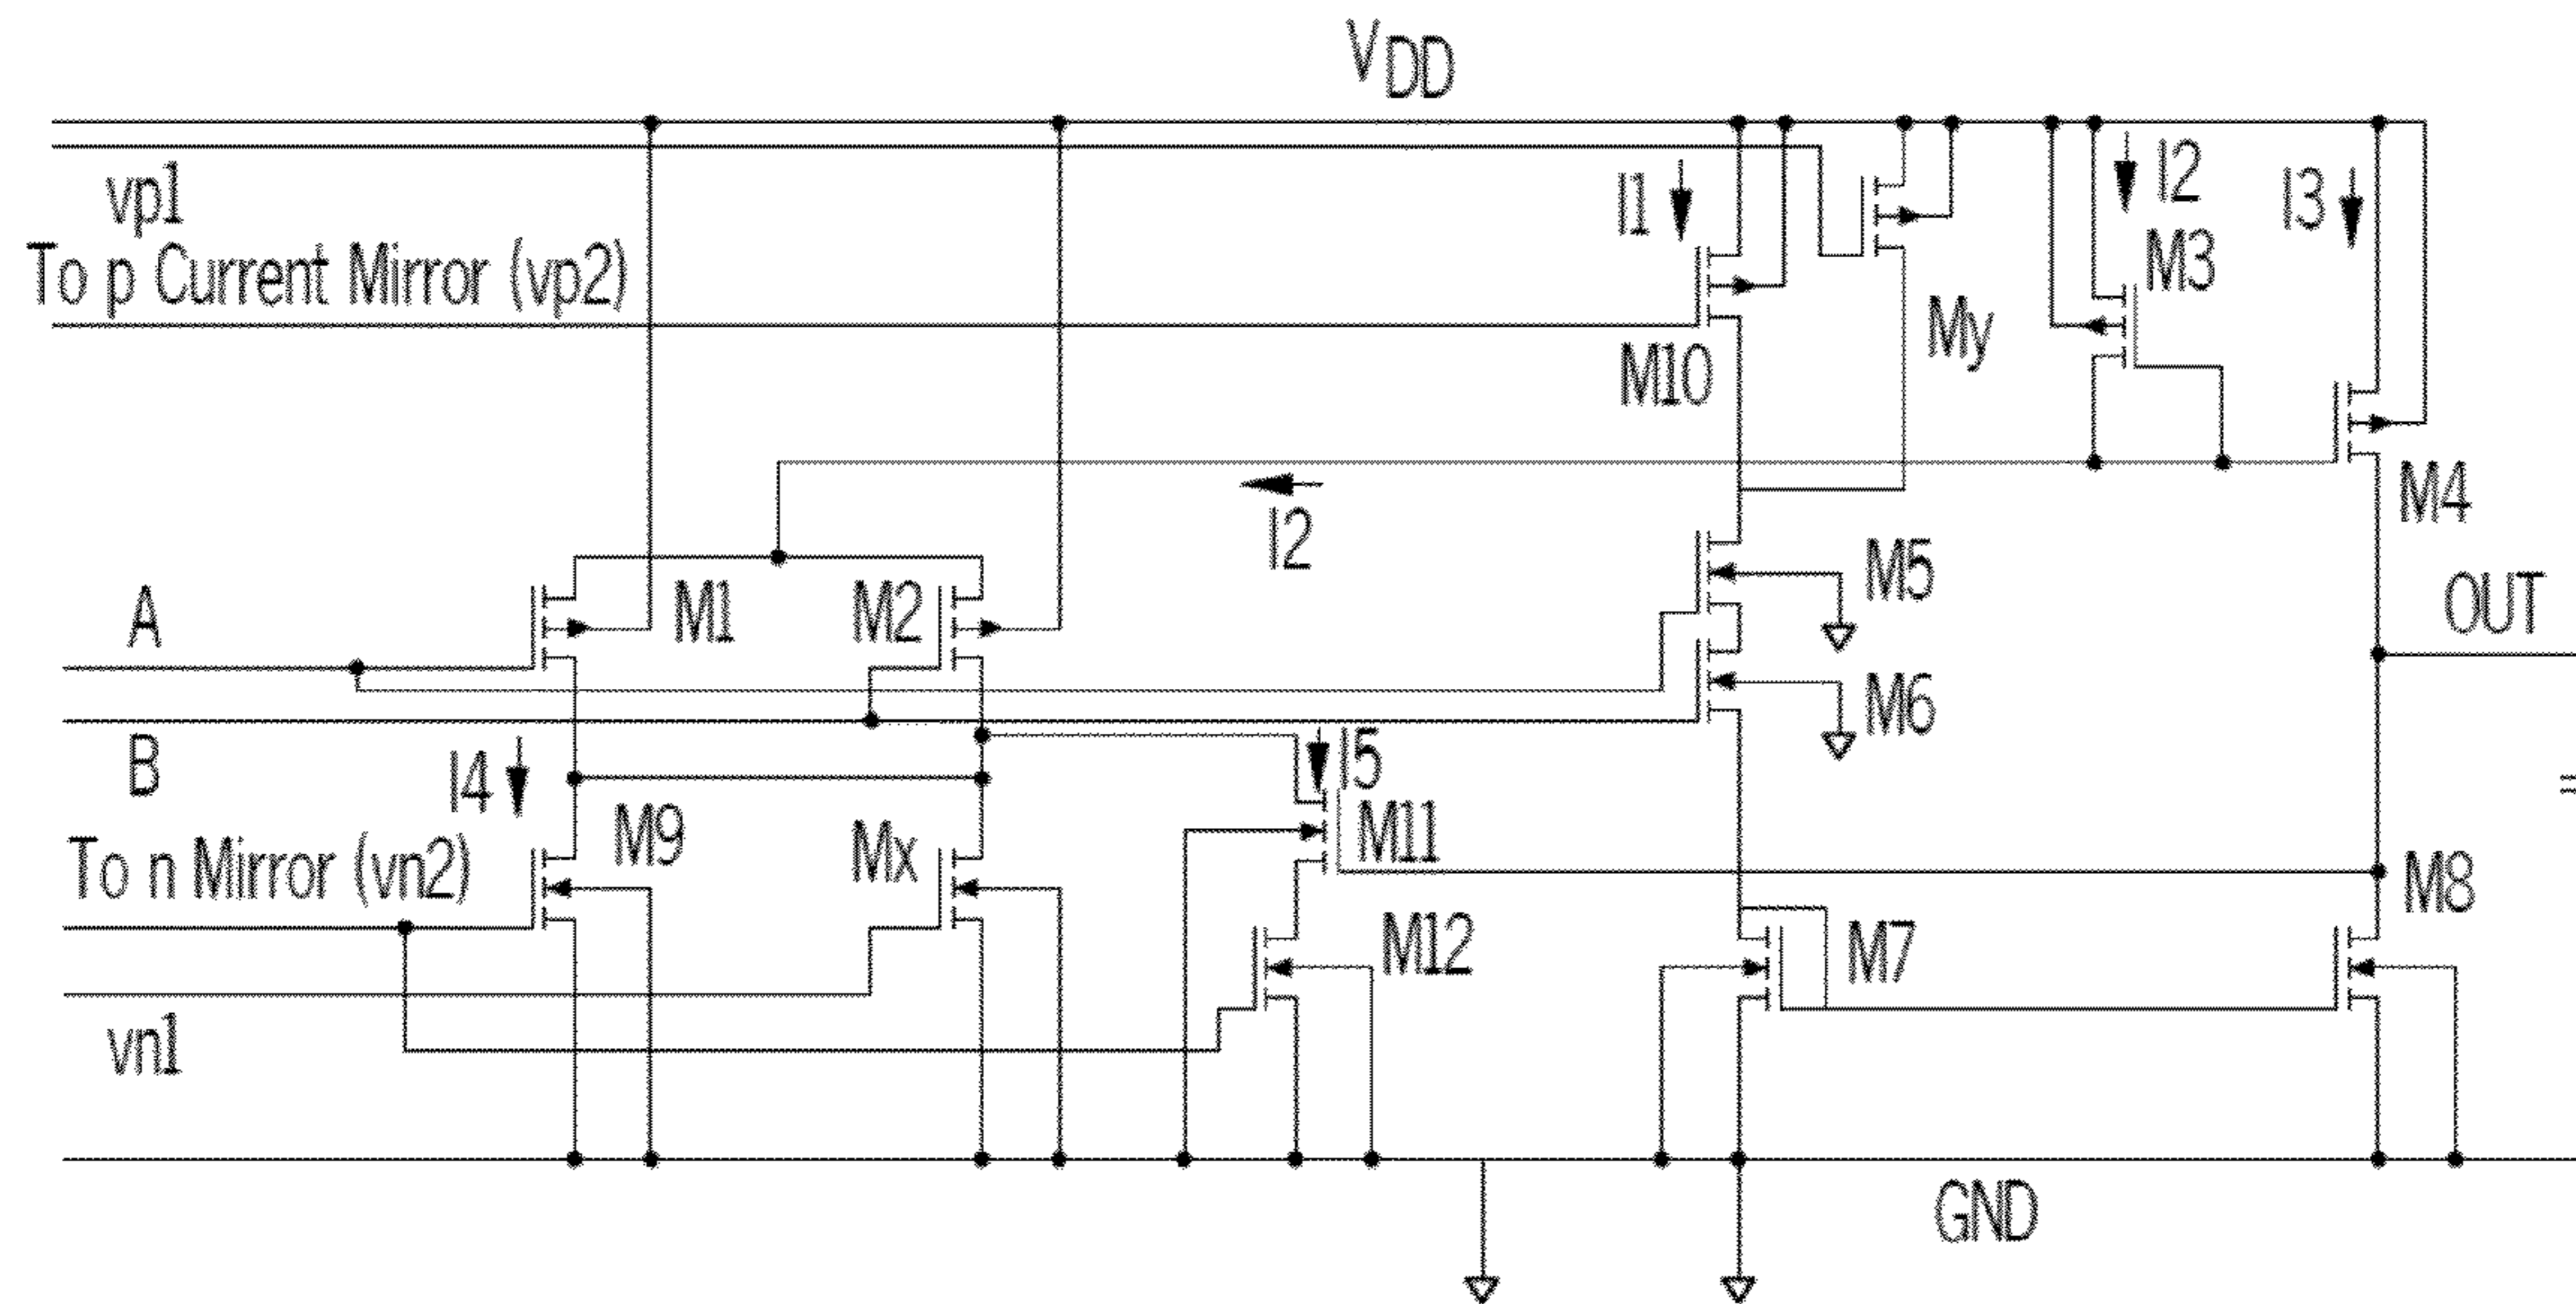 VDD
vp1
To p Current Mirror (vp2)
I1
I2
I3
M3
My
M10
I2
M4
A
M1
M2
M5
OUT
B
M6
I4
I5
M9
Mx
M11
To n Mirror (vn2)
M8
M12
M7
vn1
GND